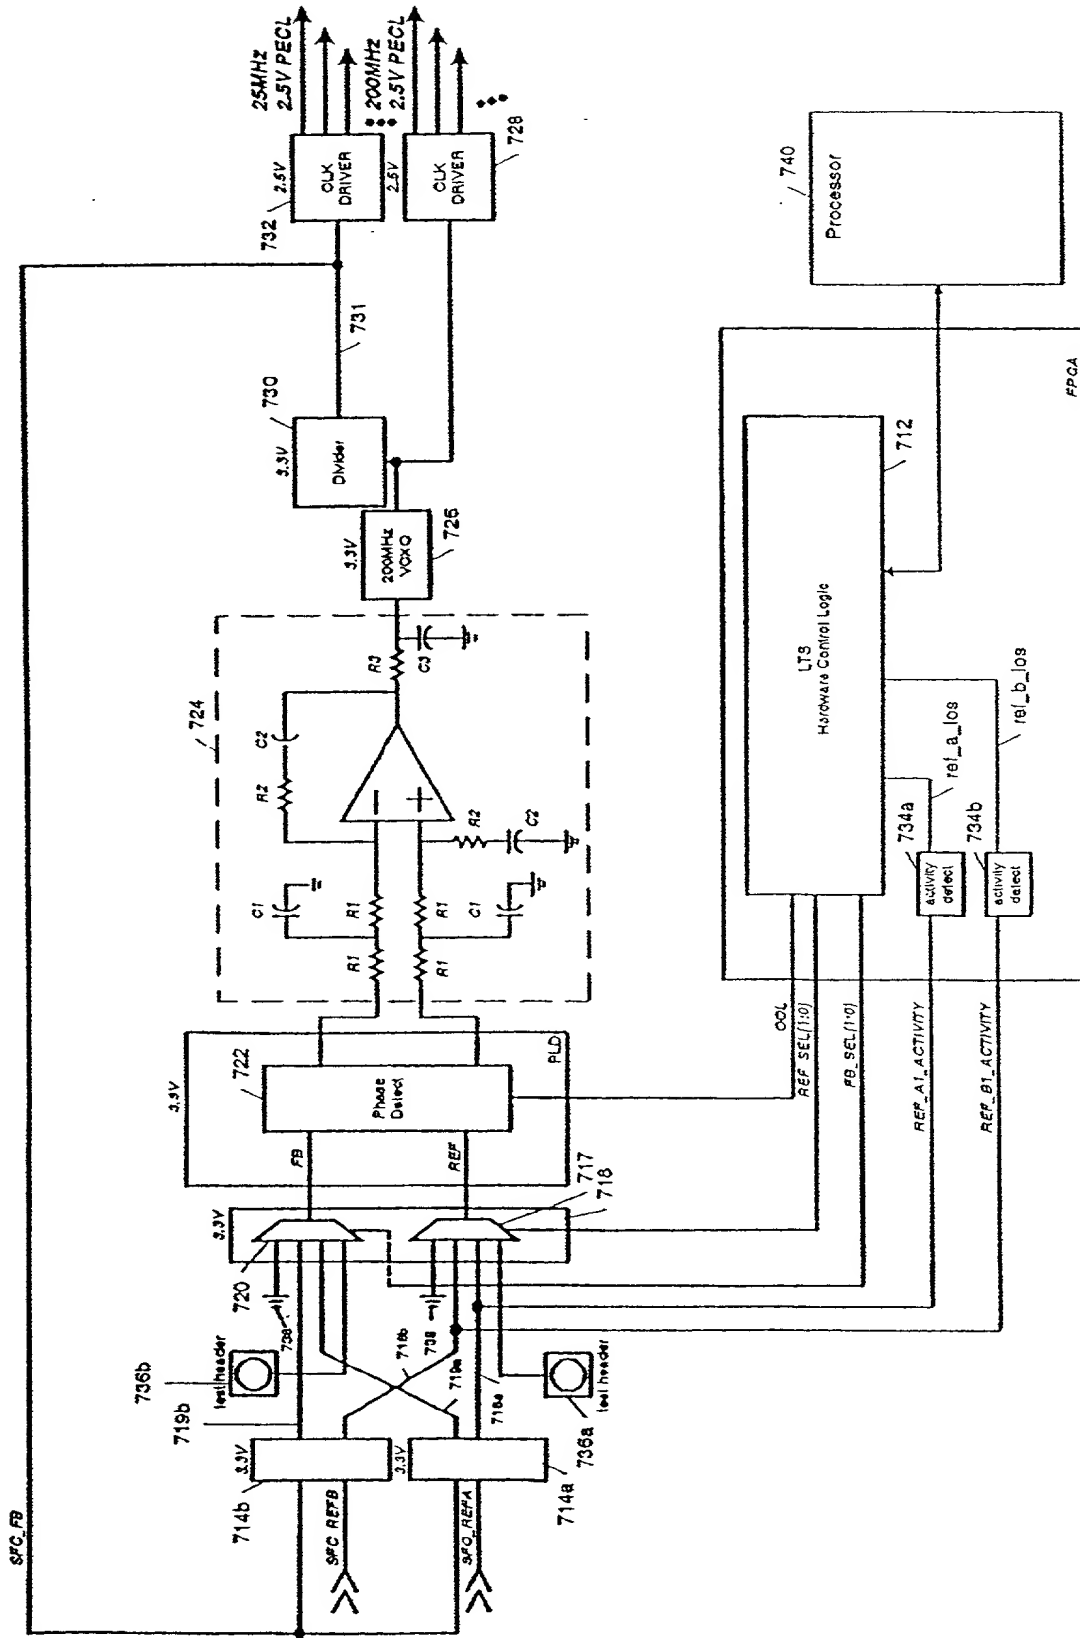 SFC_FB
714b
3.3V
SFC_REFB
3.3V
SFC_REFA
714a
719b
736b
test header
738
716b
719a
716a
736a
test header
720
3.3V
738
717
718
3.3V
722
FB
REF
Phase
Detect
PLD
724
R1
C1
R1
R1
R1
C1
R2
C2
R2
C2
R3
C3
3.3V
200MHz
VCXO
726
3.3V
Divider
730
731
732
2.5V
CLK
DRIVER
25MHz
2.5V PECL
2.5V
CLK
DRIVER
200MHz
2.5V PECL
728
OOL
REF_SEL(1:0)
FB_SEL(1:0)
REF_A1_ACTIVITY
REF_B1_ACTIVITY
LTS
Hardware Control Logic
712
734a
activity
detect
734b
activity
detect
ref_a_los
ref_b_los
FPGA
Processor
740